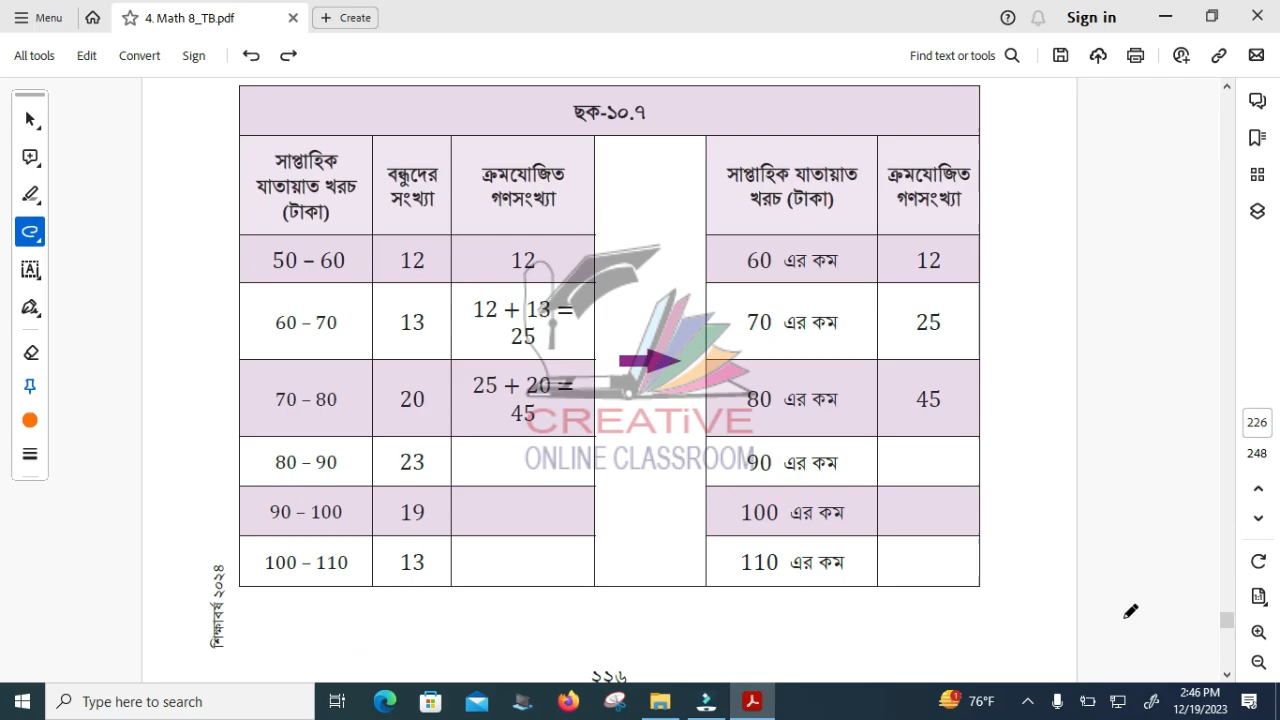 Menu
4. Math 8_TB.pdf
Create
Sign in
All tools
Edit
Convert
Sign
Find text or tools
ছক-১০.৭
সাপ্তাহিক যাতায়াত খরচ (টাকা)
বন্ধুদের সংখ্যা
ক্রমযোজিত গণসংখ্যা
সাপ্তাহিক যাতায়াত খরচ (টাকা)
ক্রমযোজিত গণসংখ্যা
50 – 60 12 12 60 এর কম 12
60 – 70 13 12 + 13 = 25 70 এর কম 25
70 – 80 20 25 + 20 = 45 80 এর কম 45
80 – 90 23 90 এর কম
90 – 100 19 100 এর কম
100 – 110 13 110 এর কম
CREATiVE
ONLINE CLASSROOM
শিক্ষাবর্ষ ২০২৪
২২৬
226
248
Type here to search
76°F
2:46 PM
12/19/2023